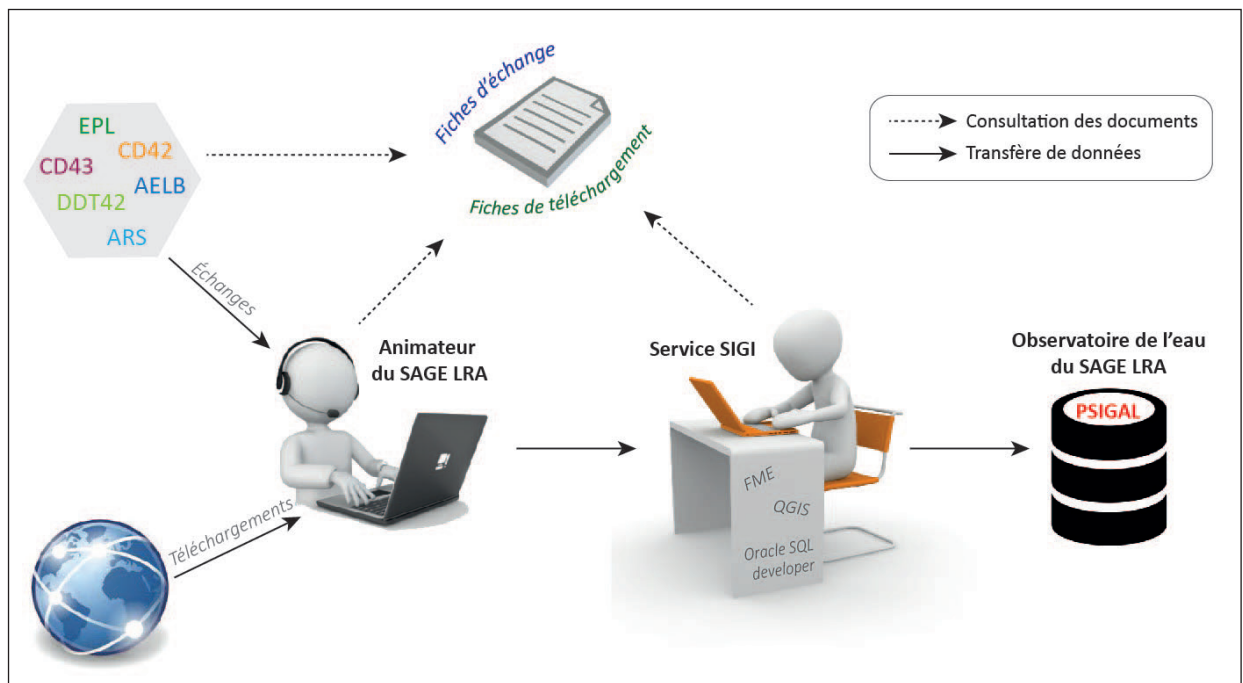 Fiches d'échange
Fiches de téléchargement
EPL
CD42
CD43
AELB
DDT42
ARS
Consultation des documents
Transfère de données
Échanges
Animateur
du SAGE LRA
Service SIGI
Observatoire de l'eau
du SAGE LRA
PSIGAL
FME
QGIS
Oracle SQL
developer
Téléchargements